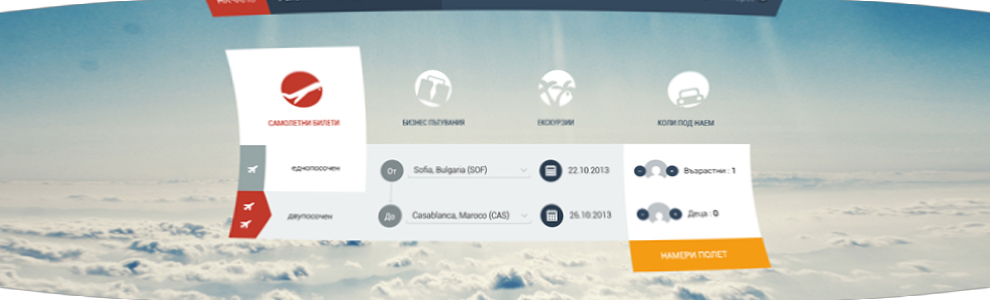 САМОЛЕТНИ БИЛЕТИ
БИЗНЕС ПЪТУВАНИЯ
ЕКСКУРЗИИ
КОЛИ ПОД НАЕМ
еднопосочен
От
Sofia, Bulgaria (SOF)
22.10.2013
Възрастни : 1
двупосочен
До
Casablanca, Maroco (CAS)
26.10.2013
Деца : 0
НАМЕРИ ПОЛЕТ